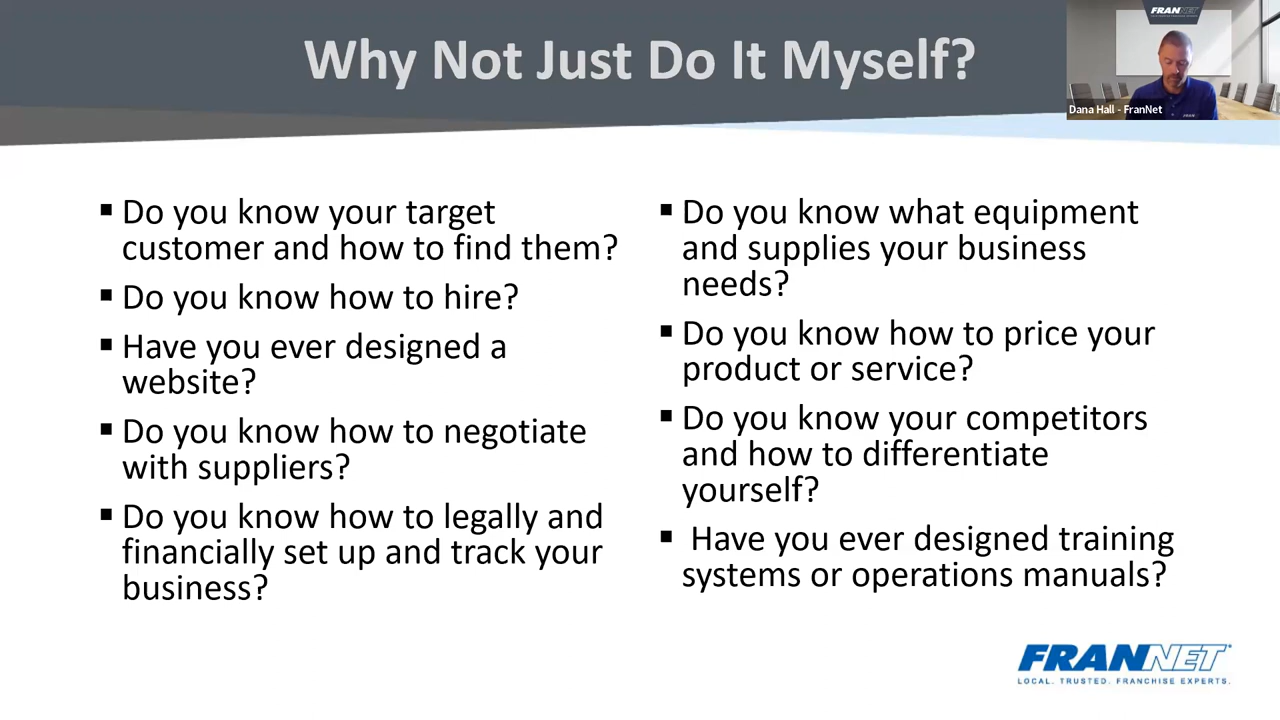 Why Not Just Do It Myself?
FRANNET
Dana Hall - FranNet
▪ Do you know your target
customer and how to find them?
▪ Do you know how to hire?
▪ Have you ever designed a
website?
▪ Do you know how to negotiate
with suppliers?
▪ Do you know how to legally and
financially set up and track your
business?
▪ Do you know what equipment
and supplies your business
needs?
▪ Do you know how to price your
product or service?
▪ Do you know your competitors
and how to differentiate
yourself?
▪ Have you ever designed training
systems or operations manuals?
FRANNET
LOCAL. TRUSTED. FRANCHISE EXPERTS.